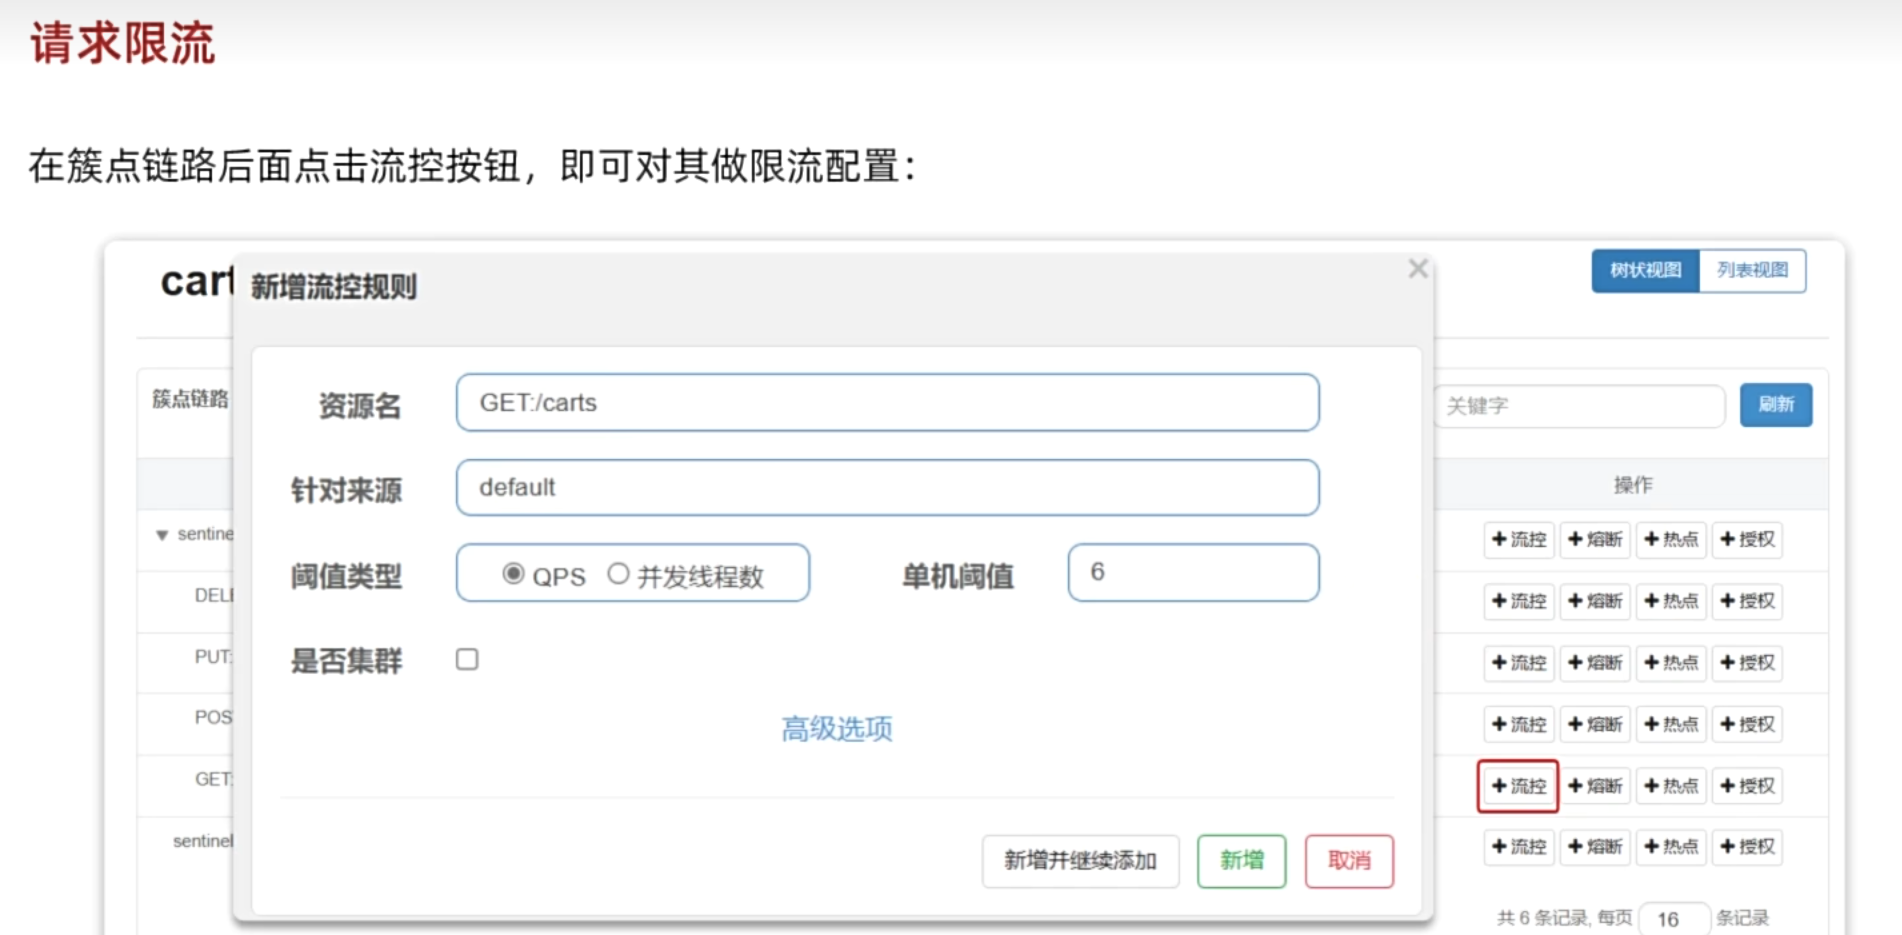 请求限流
在簇点链路后面点击流控按钮，即可对其做限流配置：
cart
新增流控规则
×
树状视图 列表视图
簇点链路
资源名 GET:/carts
关键字 刷新
针对来源 default
操作
▼ sentine
+流控 +熔断 +热点 +授权
阈值类型 QPS 并发线程数 单机阈值 6
DELE
+流控 +熔断 +热点 +授权
PUT:
+流控 +熔断 +热点 +授权
是否集群
POS
+流控 +熔断 +热点 +授权
高级选项
GET:
+流控 +熔断 +热点 +授权
sentinel
+流控 +熔断 +热点 +授权
新增并继续添加 新增 取消
共 6 条记录, 每页 16 条记录